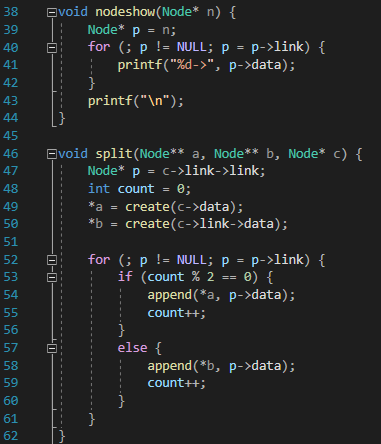 38 void nodeshow(Node* n) {
39     Node* p = n;
40     for (; p != NULL; p = p->link) {
41         printf("%d->", p->data);
42     }
43     printf("\n");
44 }
45
46 void split(Node** a, Node** b, Node* c) {
47     Node* p = c->link->link;
48     int count = 0;
49     *a = create(c->data);
50     *b = create(c->link->data);
51
52     for (; p != NULL; p = p->link) {
53         if (count % 2 == 0) {
54             append(*a, p->data);
55             count++;
56         }
57         else {
58             append(*b, p->data);
59             count++;
60         }
61     }
62 }